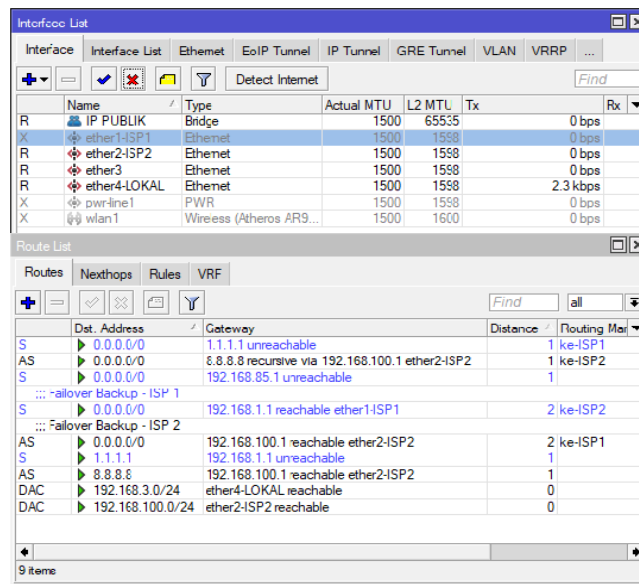 Interface List
Interface Interface List Ethernet EoIP Tunnel IP Tunnel GRE Tunnel VLAN VRRP ...
Detect Internet Find
Name Type Actual MTU L2 MTU Tx Rx
R IP PUBLIK Bridge 1500 65535 0 bps
X ether1-ISP1 Ethernet 1500 1598 0 bps
R ether2-ISP2 Ethernet 1500 1598 0 bps
R ether3 Ethernet 1500 1598 0 bps
R ether4-LOKAL Ethernet 1500 1598 2.3 kbps
X pwr-line1 PWR 1500 1598 0 bps
X wlan1 Wireless (Atheros AR9... 1500 1600 0 bps
Route List
Routes Nexthops Rules VRF
Find all
Dst. Address Gateway Distance Routing Mar
S 0.0.0.0/0 1.1.1.1 unreachable 1 ke-ISP1
AS 0.0.0.0/0 8.8.8.8 recursive via 192.168.100.1 ether2-ISP2 1 ke-ISP2
S 0.0.0.0/0 192.168.85.1 unreachable 1
;;; Failover Backup - ISP 1
S 0.0.0.0/0 192.168.1.1 reachable ether1-ISP1 2 ke-ISP2
;;; Failover Backup - ISP 2
AS 0.0.0.0/0 192.168.100.1 reachable ether2-ISP2 2 ke-ISP1
S 1.1.1.1 192.168.1.1 unreachable 1
AS 8.8.8.8 192.168.100.1 reachable ether2-ISP2 1
DAC 192.168.3.0/24 ether4-LOKAL reachable 0
DAC 192.168.100.0/24 ether2-ISP2 reachable 0
9 items